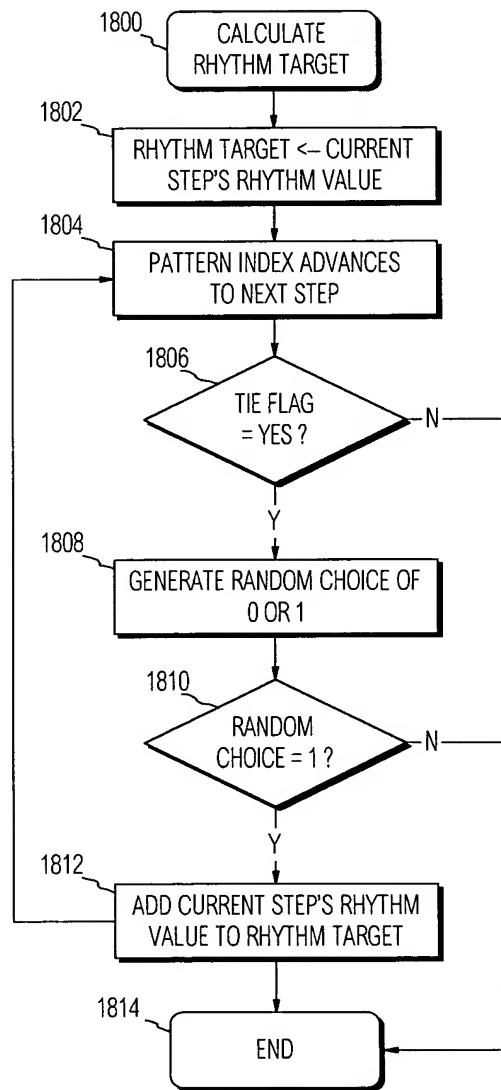 1800
CALCULATE
RHYTHM TARGET
1802
RHYTHM TARGET <– CURRENT
STEP'S RHYTHM VALUE
1804
PATTERN INDEX ADVANCES
TO NEXT STEP
1806
TIE FLAG
= YES ?
N
Y
1808
GENERATE RANDOM CHOICE OF
0 OR 1
1810
RANDOM
CHOICE = 1 ?
N
Y
1812
ADD CURRENT STEP'S RHYTHM
VALUE TO RHYTHM TARGET
1814
END